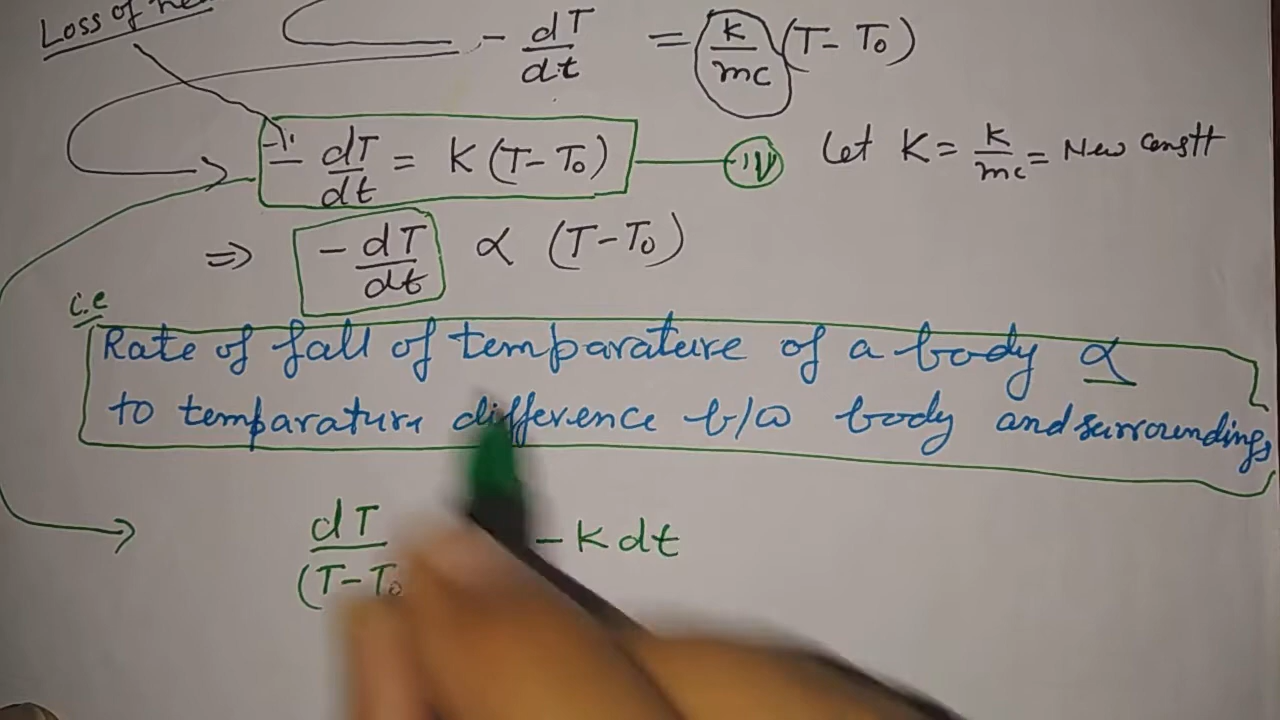 Loss of
- dT/dt = k/mc (T - T₀)
- dT/dt = K (T - T₀) — IV Let K = k/mc = New constt
⇒ - dT/dt ∝ (T - T₀)
i.e
Rate of fall of temparature of a body ∝
to temparature difference b/w body and surroundings
dT/(T - T₀ - K dt